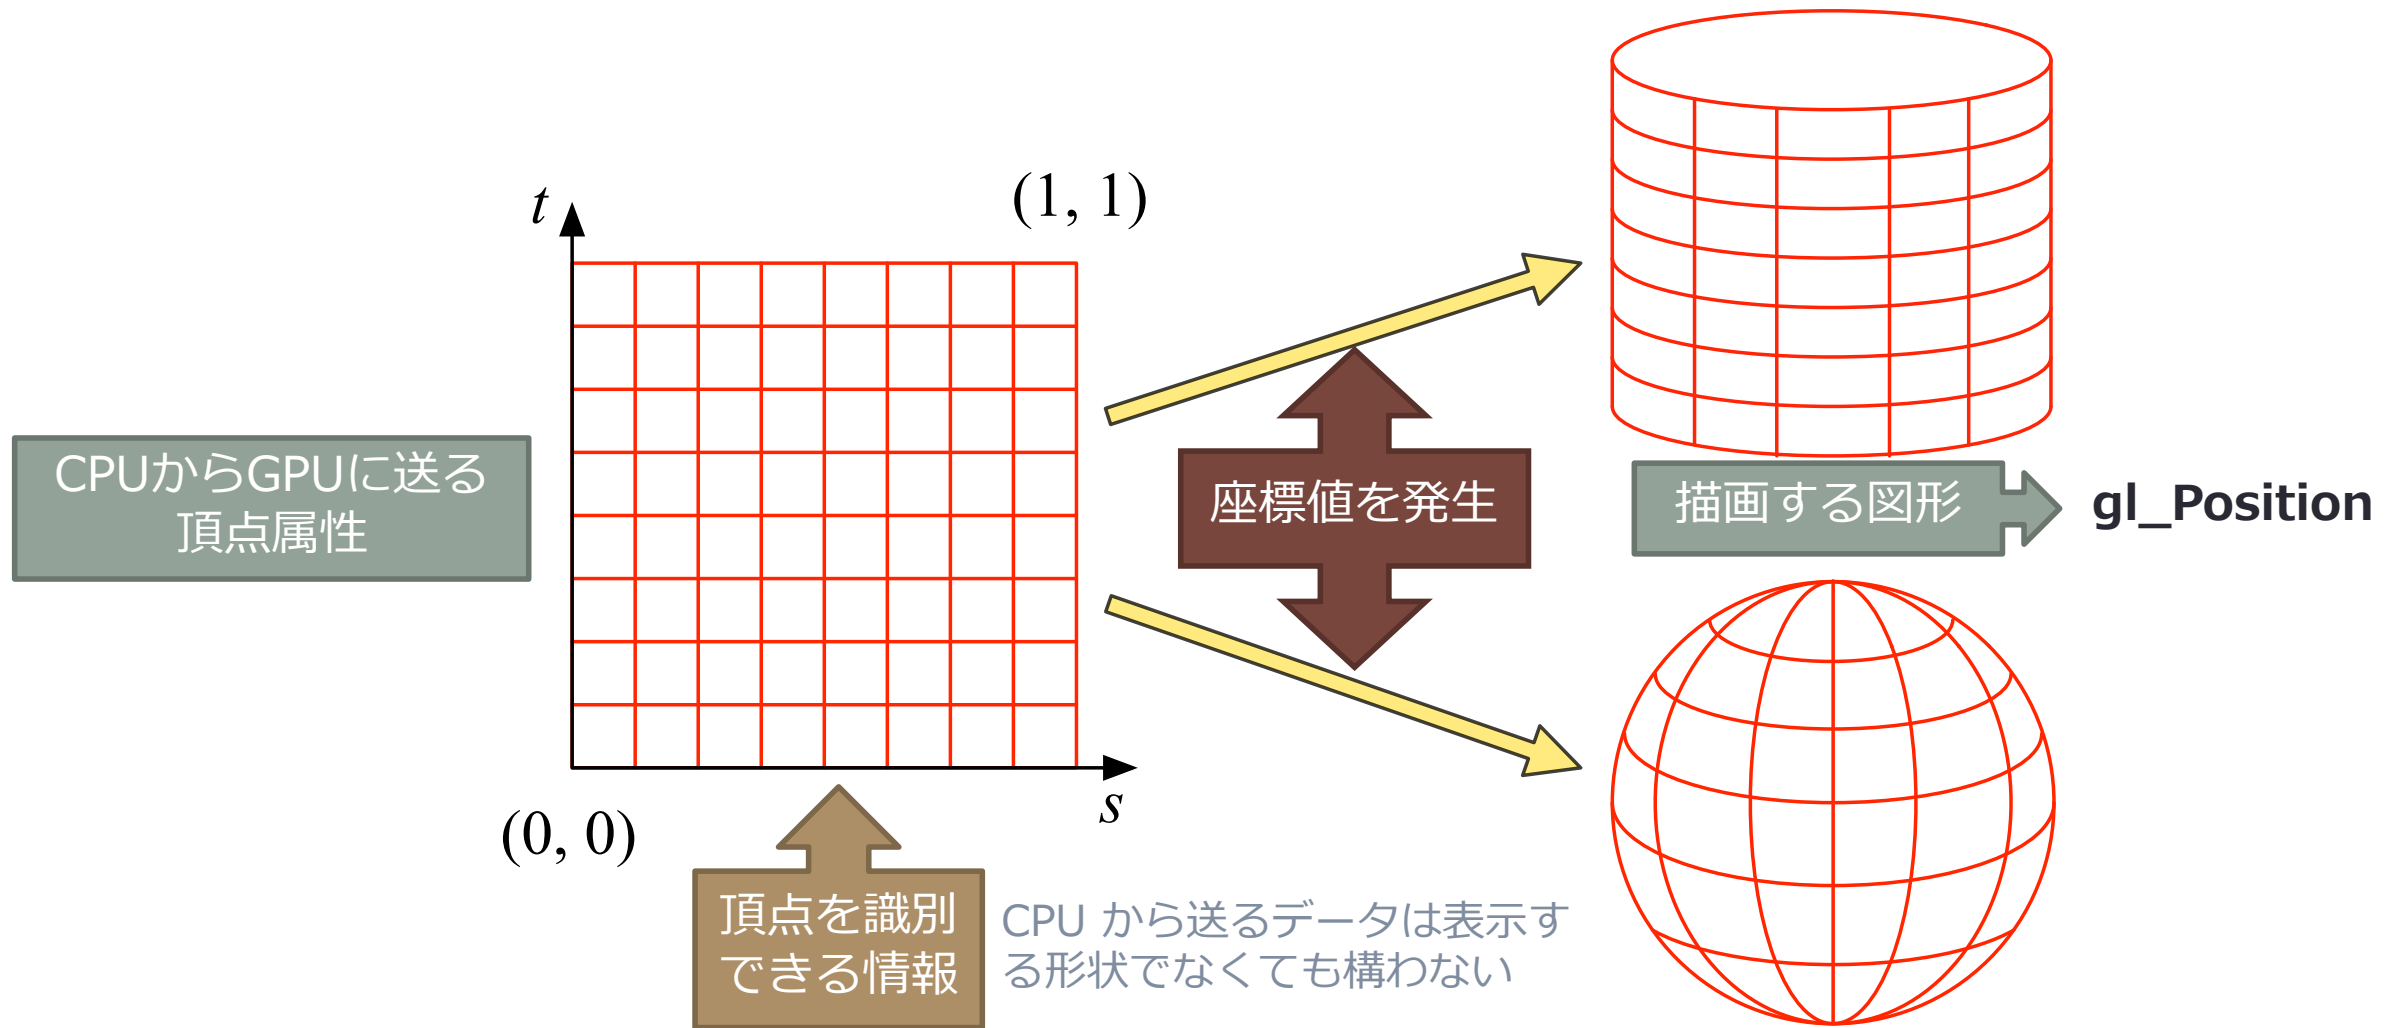 t
(1, 1)
CPUからGPUに送る
頂点属性
座標値を発生
描画する図形
gl_Position
s
(0, 0)
頂点を識別
できる情報
CPU から送るデータは表示す
る形状でなくても構わない